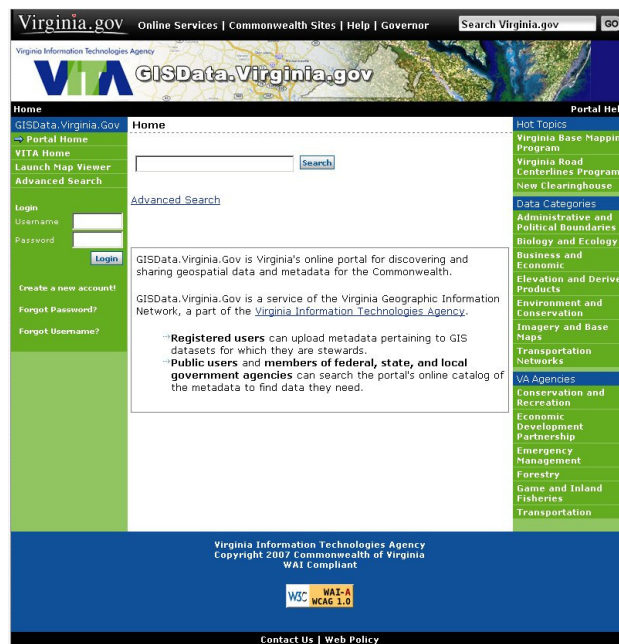 Virginia.gov Online Services | Commonwealth Sites | Help | Governor Search Virginia.gov GO
Virginia Information Technologies Agency
VITA GISData.Virginia.gov
Home Portal Hel
GISData.Virginia.Gov
Portal Home
VITA Home
Launch Map Viewer
Advanced Search
Login
Username
Password
Login
Create a new account!
Forgot Password?
Forgot Username?
Home
Search
Advanced Search
GISData.Virginia.Gov is Virginia's online portal for discovering and
sharing geospatial data and metadata for the Commonwealth.
GISData.Virginia.Gov is a service of the Virginia Geographic Information
Network, a part of the Virginia Information Technologies Agency.
Registered users can upload metadata pertaining to GIS
datasets for which they are stewards.
Public users and members of federal, state, and local
government agencies can search the portal's online catalog of
the metadata to find data they need.
Hot Topics
Virginia Base Mappin
Program
Virginia Road
Centerlines Program
New Clearinghouse
Data Categories
Administrative and
Political Boundaries
Biology and Ecology
Business and
Economic
Elevation and Derive
Products
Environment and
Conservation
Imagery and Base
Maps
Transportation
Networks
VA Agencies
Conservation and
Recreation
Economic
Development
Partnership
Emergency
Management
Forestry
Game and Inland
Fisheries
Transportation
Virginia Information Technologies Agency
Copyright 2007 Commonwealth of Virginia
WAI Compliant
W3C WAI-A
WCAG 1.0
Contact Us | Web Policy